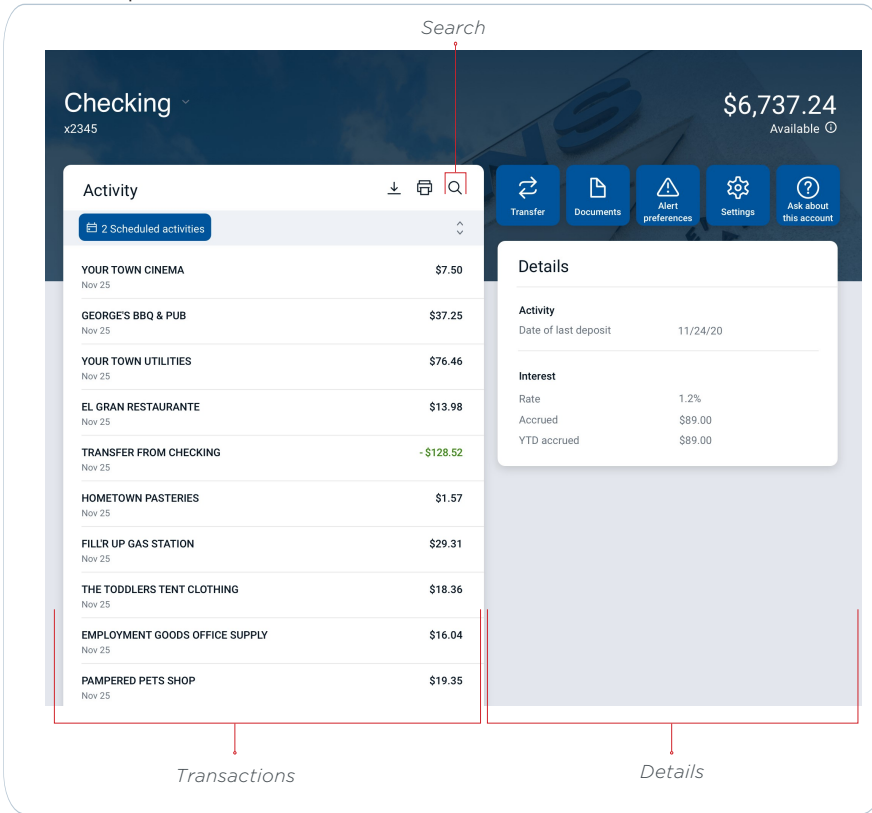 Search
Checking
x2345
$6,737.24
Available
Activity
2 Scheduled activities
YOUR TOWN CINEMA $7.50
Nov 25
GEORGE'S BBQ & PUB $37.25
Nov 25
YOUR TOWN UTILITIES $76.46
Nov 25
EL GRAN RESTAURANTE $13.98
Nov 25
TRANSFER FROM CHECKING - $128.52
Nov 25
HOMETOWN PASTERIES $1.57
Nov 25
FILL'R UP GAS STATION $29.31
Nov 25
THE TODDLERS TENT CLOTHING $18.36
Nov 25
EMPLOYMENT GOODS OFFICE SUPPLY $16.04
Nov 25
PAMPERED PETS SHOP $19.35
Nov 25
Transfer
Documents
Alert
preferences
Settings
Ask about
this account
Details
Activity
Date of last deposit 11/24/20
Interest
Rate 1.2%
Accrued $89.00
YTD accrued $89.00
Transactions
Details